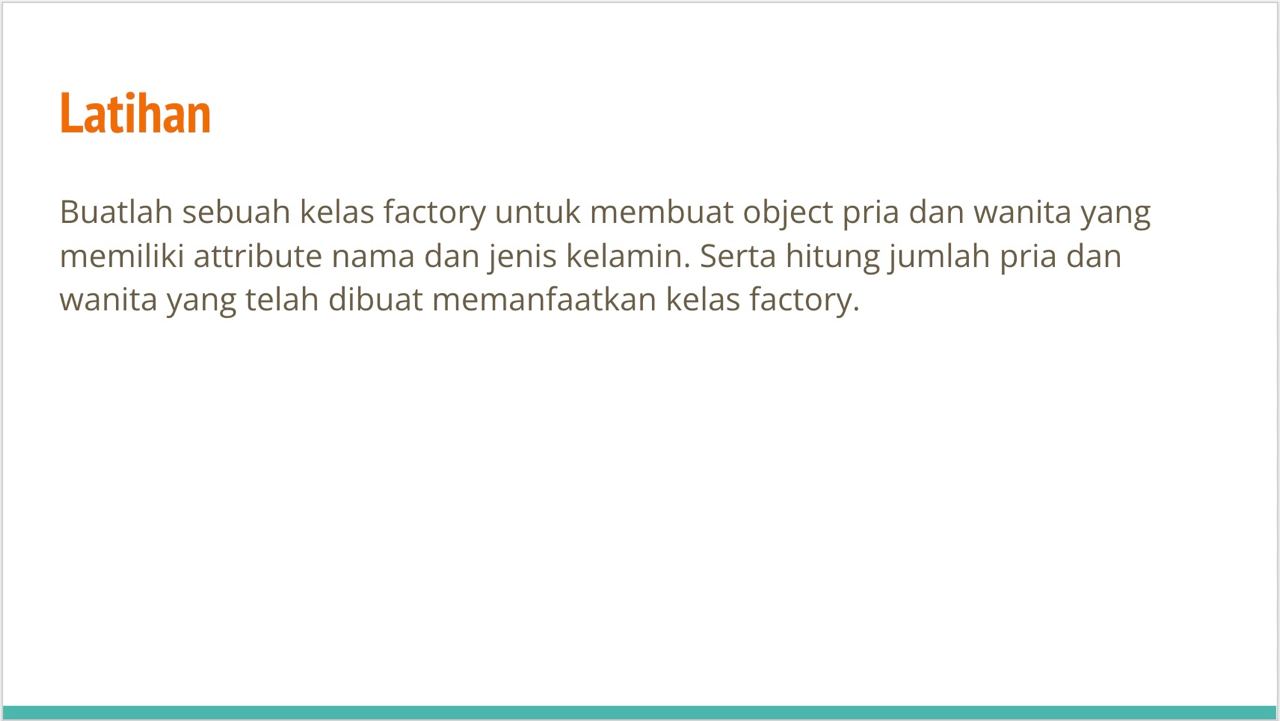 Latihan
Buatlah sebuah kelas factory untuk membuat object pria dan wanita yang
memiliki attribute nama dan jenis kelamin. Serta hitung jumlah pria dan
wanita yang telah dibuat memanfaatkan kelas factory.